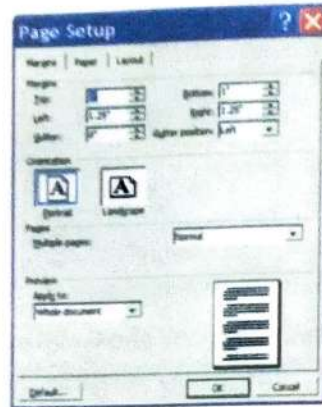 Page Setup ? X
Margins Paper Layout
Margins
Top: Bottom: 1"
Left: 1.25" Right: 1.25"
Gutter: 0" Gutter position: Left
Orientation
Portrait Landscape
Pages
Multiple pages: Normal
Preview
Apply to:
Whole document
Default... OK Cancel